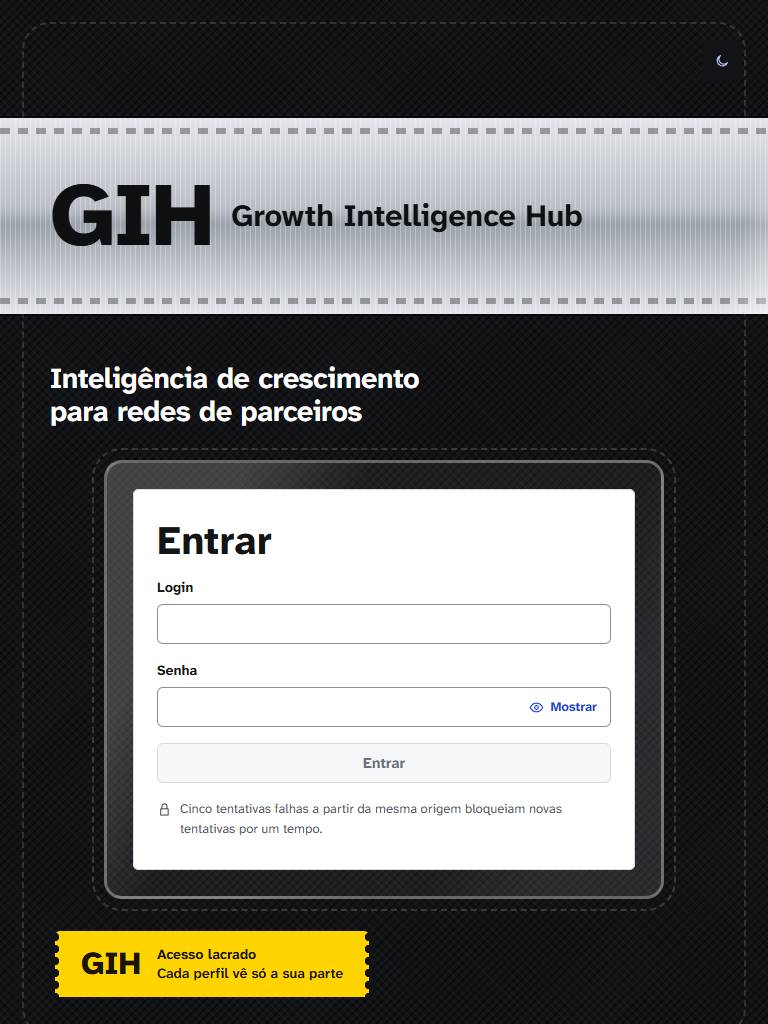 GIH Growth Intelligence Hub
Inteligência de crescimento
para redes de parceiros
Entrar
Login
Senha
Mostrar
Entrar
Cinco tentativas falhas a partir da mesma origem bloqueiam novas
tentativas por um tempo.
GIH
Acesso lacrado
Cada perfil vê só a sua parte